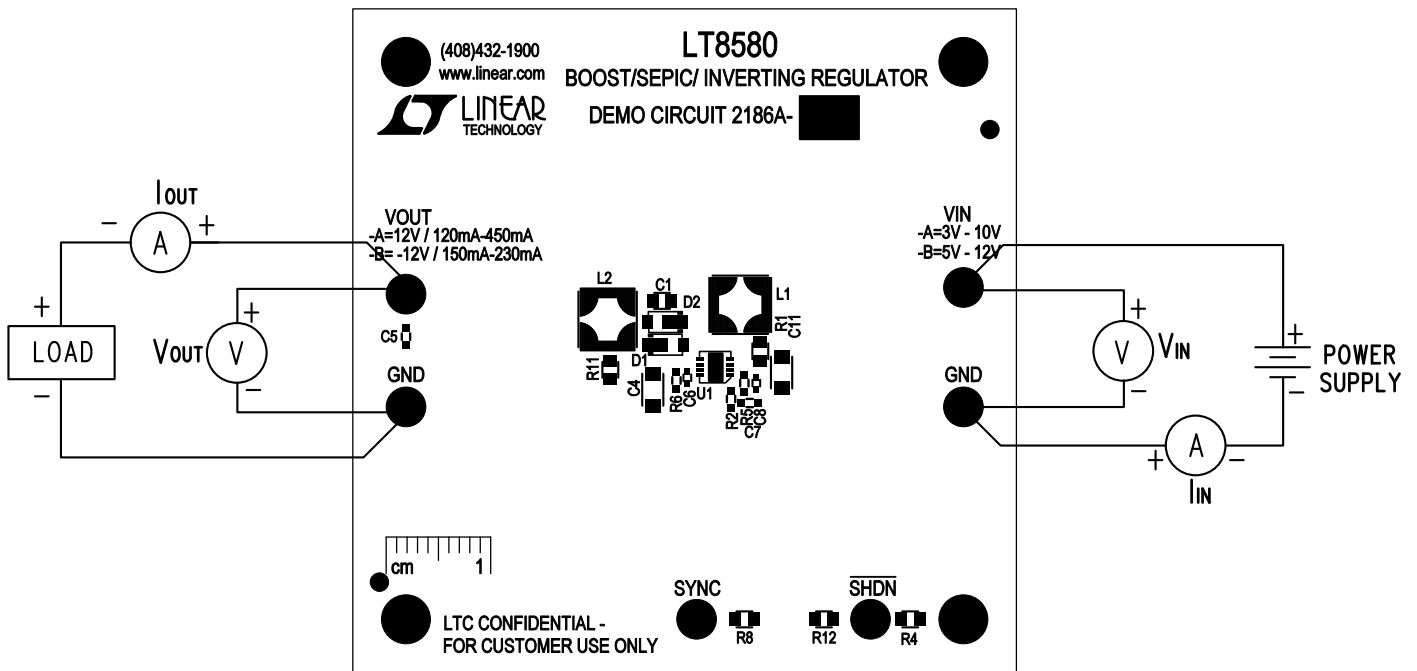 (408)432-1900
www.linear.com
LINEAR
TECHNOLOGY
LT8580
BOOST/SEPIC/ INVERTING REGULATOR
DEMO CIRCUIT 2186A-
IOUT
-
+
A
VOUT
-A=12V / 120mA-450mA
-B= -12V / 150mA-230mA
VIN
-A=3V - 10V
-B=5V - 12V
+
LOAD
-
VOUT
+
V
-
C5
GND
L2
C1
D2
L1
R1
C11
R11
D1
C4
R6
C6
U1
R2
R5
C7
C8
GND
+
V
-
VIN
+
-
POWER
SUPPLY
+
A
-
IIN
cm
1
LTC CONFIDENTIAL -
FOR CUSTOMER USE ONLY
SYNC
R8
R12
SHDN
R4